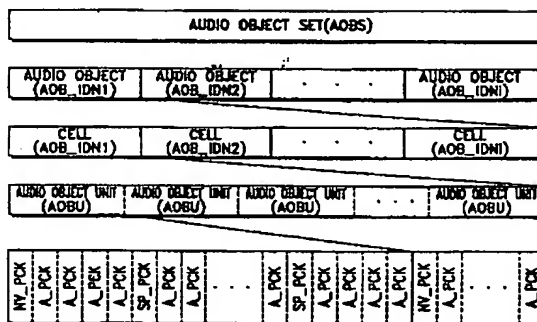 AUDIO OBJECT SET(AOBS)
AUDIO OBJECT (AOB_IDN1)
AUDIO OBJECT (AOB_IDN2)
. . .
AUDIO OBJECT (AOB_IDNI)
CELL (AOB_IDN1)
CELL (AOB_IDN2)
. . .
CELL (AOB_IDNI)
AUDIO OBJECT UNIT (AOBU)
AUDIO OBJECT UNIT (AOBU)
AUDIO OBJECT UNIT (AOBU)
. . .
AUDIO OBJECT UNIT (AOBU)
NV_PCK
A_PCK
A_PCK
A_PEK
A_PCK
SP_PCK
A_PCK
A_PCK
. . .
A_PCK
SP_PCK
A_PCK
A_PCK
A_PCK
A_PCK
NV_PCK
A_PCK
. . .
A_PCK